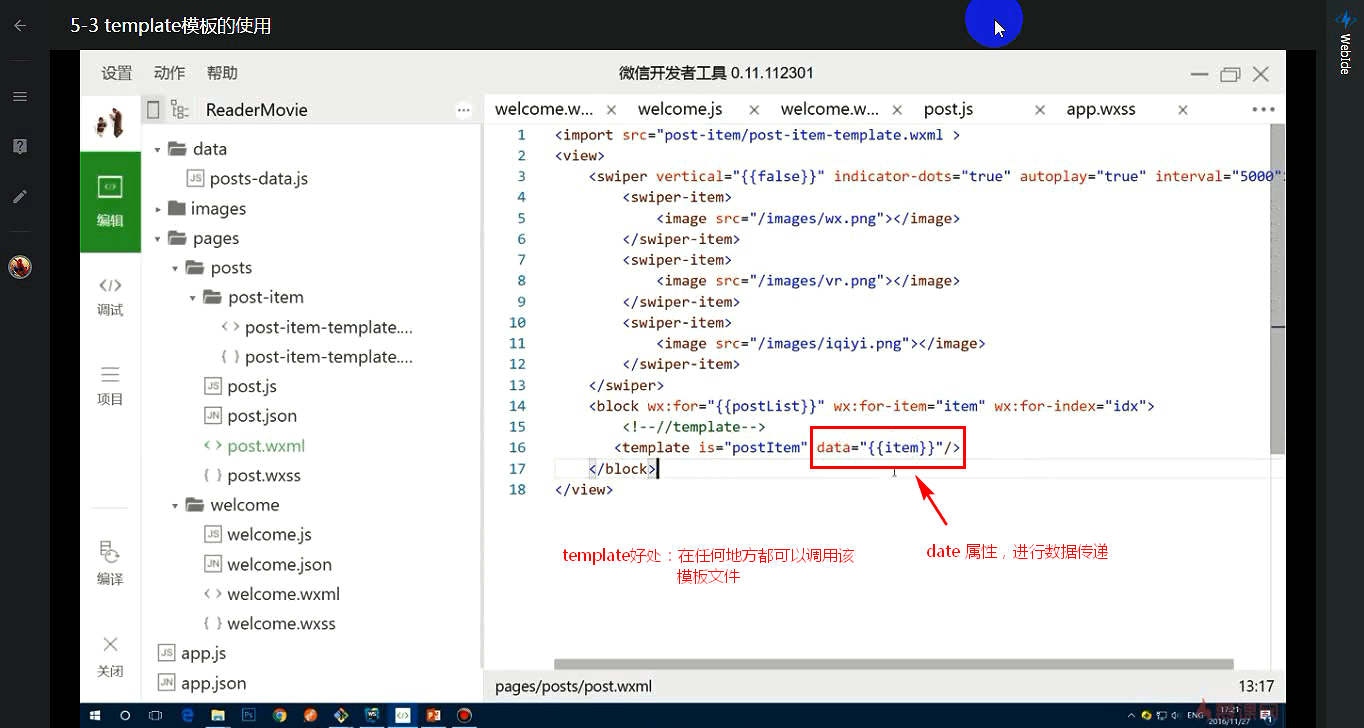 5-3 template模板的使用
WebIde
设置 动作 帮助
微信开发者工具 0.11.112301
ReaderMovie
welcome.w... welcome.js welcome.w... post.js app.wxss
编辑
调试
项目
编译
关闭
data
posts-data.js
images
pages
posts
post-item
post-item-template....
post-item-template....
post.js
post.json
post.wxml
post.wxss
welcome
welcome.js
welcome.json
welcome.wxml
welcome.wxss
app.js
app.json
1 <import src="post-item/post-item-template.wxml >
2 <view>
3 <swiper vertical="{{false}}" indicator-dots="true" autoplay="true" interval="5000"
4 <swiper-item>
5 <image src="/images/wx.png"></image>
6 </swiper-item>
7 <swiper-item>
8 <image src="/images/vr.png"></image>
9 </swiper-item>
10 <swiper-item>
11 <image src="/images/iqiyi.png"></image>
12 </swiper-item>
13 </swiper>
14 <block wx:for="{{postList}}" wx:for-item="item" wx:for-index="idx">
15 <!--//template-->
16 <template is="postItem" data="{{item}}"/>
17 </block>
18 </view>
template好处：在任何地方都可以调用该
模板文件
date 属性，进行数据传递
pages/posts/post.wxml
13:17
ENG
17:21
2016/11/27